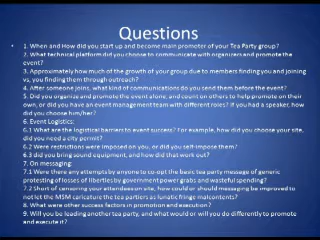 Questions
• 1. When and How did you start up and become main promoter of your Tea Party group?
2. What technical platform did you choose to communicate with organizers and promote the
event?
3. Approximately how much of the growth of your group due to members finding you and joining
vs, you finding them through outreach?
4. After someone joins, what kind of communications do you send them before the event?
5. Did you organize and promote the event alone, and count on others to help promote on their
own, or did you have an event management team with different roles? If you had a speaker, how
did you choose him/her?
6. Event Logistics:
6.1 What are the logistical barriers to event success? For example, how did you choose your site,
did you need a city permit?
6.2 Were restrictions were imposed on you, or did you self-impose them?
6.3 did you bring sound equipment, and how did that work out?
7. On messaging:
7.1 Were there any attempts by anyone to co-opt the basic tea party message of generic
protesting of losses of liberties by government power grabs and wasteful spending?
7.2 Short of censoring your attendees on site, how could or should messaging be improved to
not let the MSM caricature the tea partiers as lunatic fringe malcontents?
8. What were other success factors in promotion and execution?
9. Will you be leading another tea party, and what would or will you do differently to promote
and execute it?